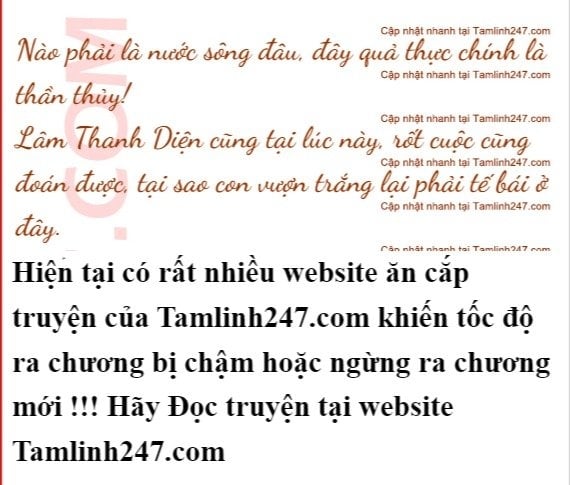 Cập nhật nhanh tại Tamlinh247.com
Nào phải là nước sông đâu, đây quả thực chính là
Cập nhật nhanh tại Tamlinh247.com
thần thủy!
Cập nhật nhanh tại Tamlinh247.com
Lâm Thanh Diện cũng tại lúc này, rốt cuộc cũng
Cập nhật nhanh tại Tamlinh247.com
đoán được, tại sao con vượn trắng lại phải tế bái ở
Cập nhật nhanh tại Tamlinh247.com
đây.
Cập nhật nhanh tại Tamlinh247.com
.COM
Hiện tại có rất nhiều website ăn cắp
truyện của Tamlinh247.com khiến tốc độ
ra chương bị chậm hoặc ngừng ra chương
mới !!! Hãy Đọc truyện tại website
Tamlinh247.com